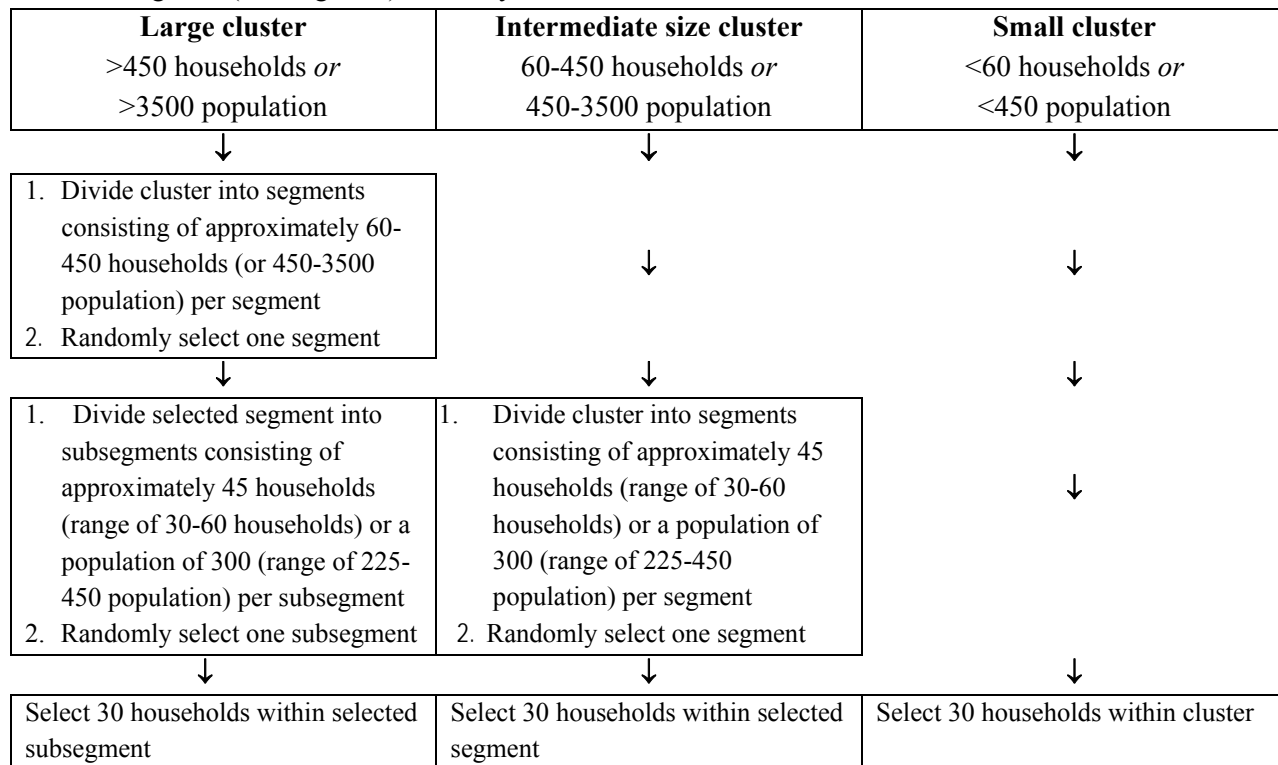 Large cluster
>450 households or
>3500 population
Intermediate size cluster
60-450 households or
450-3500 population
Small cluster
<60 households or
<450 population
↓ ↓ ↓
1. Divide cluster into segments
consisting of approximately 60-
450 households (or 450-3500
population) per segment
2. Randomly select one segment
↓ ↓
↓ ↓ ↓
1. Divide selected segment into
subsegments consisting of
approximately 45 households
(range of 30-60 households) or a
population of 300 (range of 225-
450 population) per subsegment
2. Randomly select one subsegment
1. Divide cluster into segments
consisting of approximately 45
households (range of 30-60
households) or a population of
300 (range of 225-450
population) per segment
2. Randomly select one segment
↓
↓ ↓ ↓
Select 30 households within selected
subsegment
Select 30 households within selected
segment
Select 30 households within cluster